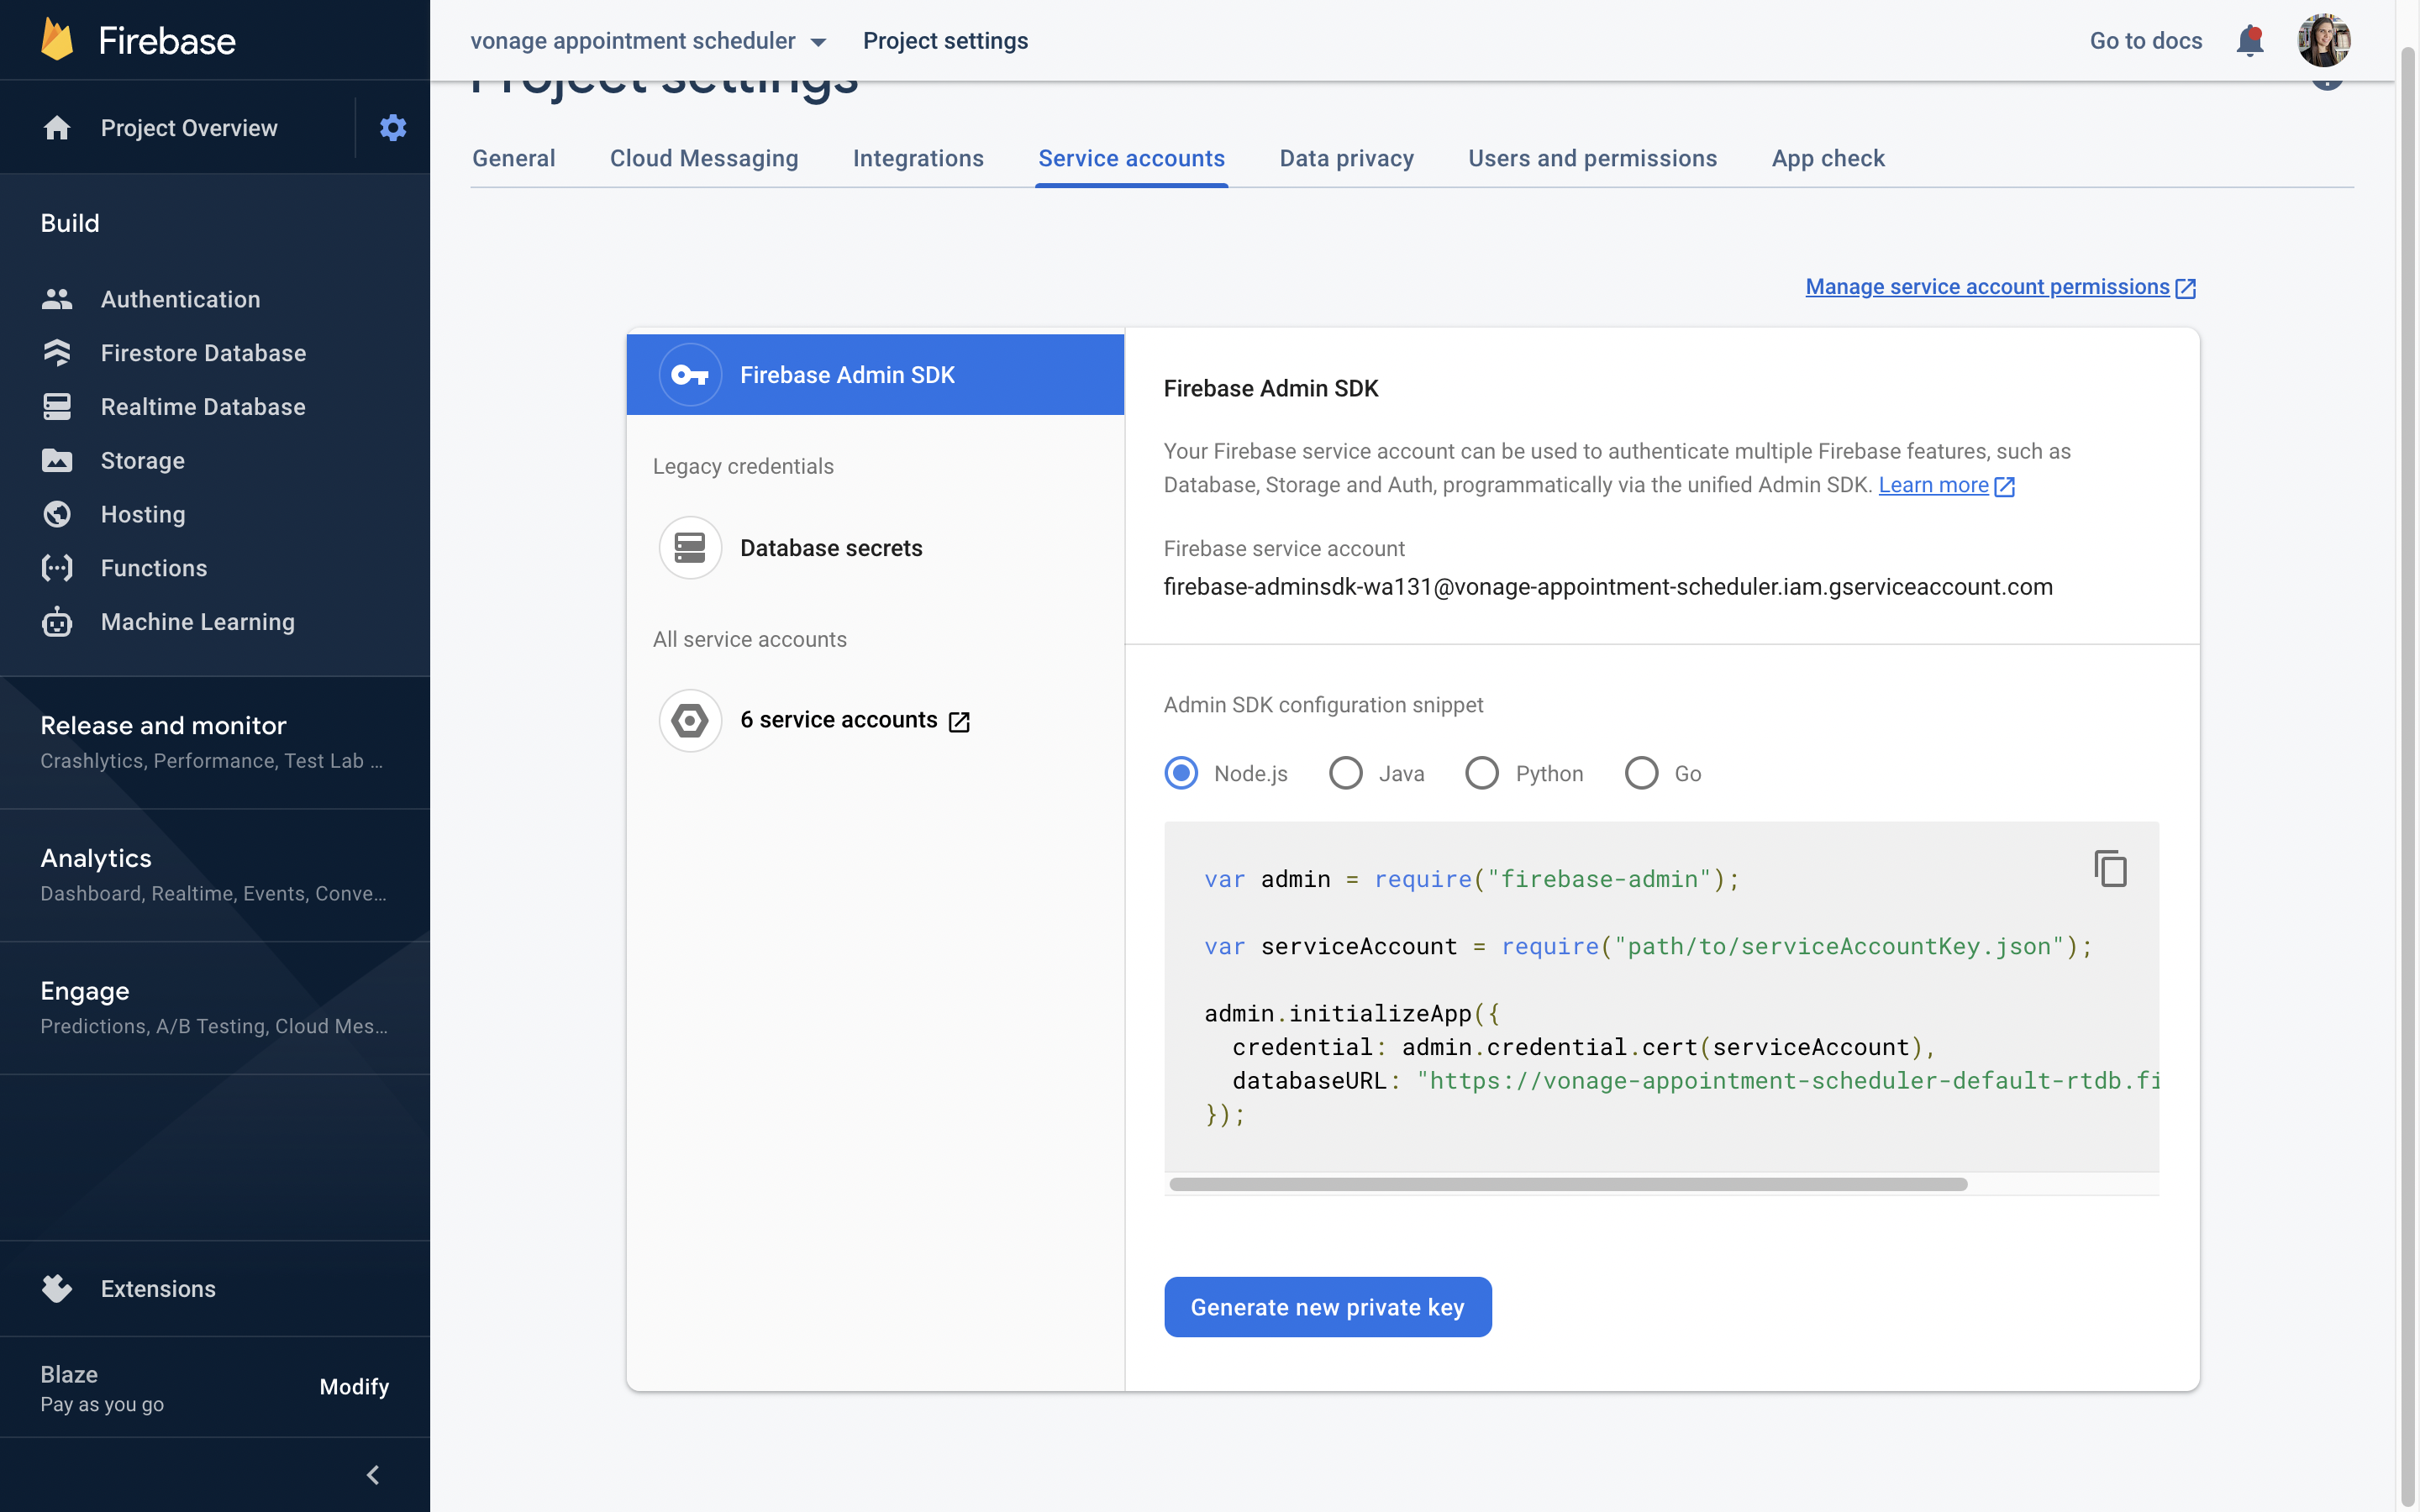 Firebase
vonage appointment scheduler
Project settings
Go to docs
Project settings
Project Overview
General
Cloud Messaging
Integrations
Service accounts
Data privacy
Users and permissions
App check
Build
Authentication
Firestore Database
Realtime Database
Storage
Hosting
Functions
Machine Learning
Release and monitor
Crashlytics, Performance, Test Lab ...
Analytics
Dashboard, Realtime, Events, Conve...
Engage
Predictions, A/B Testing, Cloud Mes...
Extensions
Blaze
Pay as you go
Modify
Manage service account permissions
Firebase Admin SDK
Legacy credentials
Database secrets
All service accounts
6 service accounts
Firebase Admin SDK
Your Firebase service account can be used to authenticate multiple Firebase features, such as
Database, Storage and Auth, programmatically via the unified Admin SDK. Learn more
Firebase service account
firebase-adminsdk-wa131@vonage-appointment-scheduler.iam.gserviceaccount.com
Admin SDK configuration snippet
Node.js
Java
Python
Go
var admin = require("firebase-admin");
var serviceAccount = require("path/to/serviceAccountKey.json");
admin.initializeApp({
credential: admin.credential.cert(serviceAccount),
databaseURL: "https://vonage-appointment-scheduler-default-rtdb.fi
});
Generate new private key